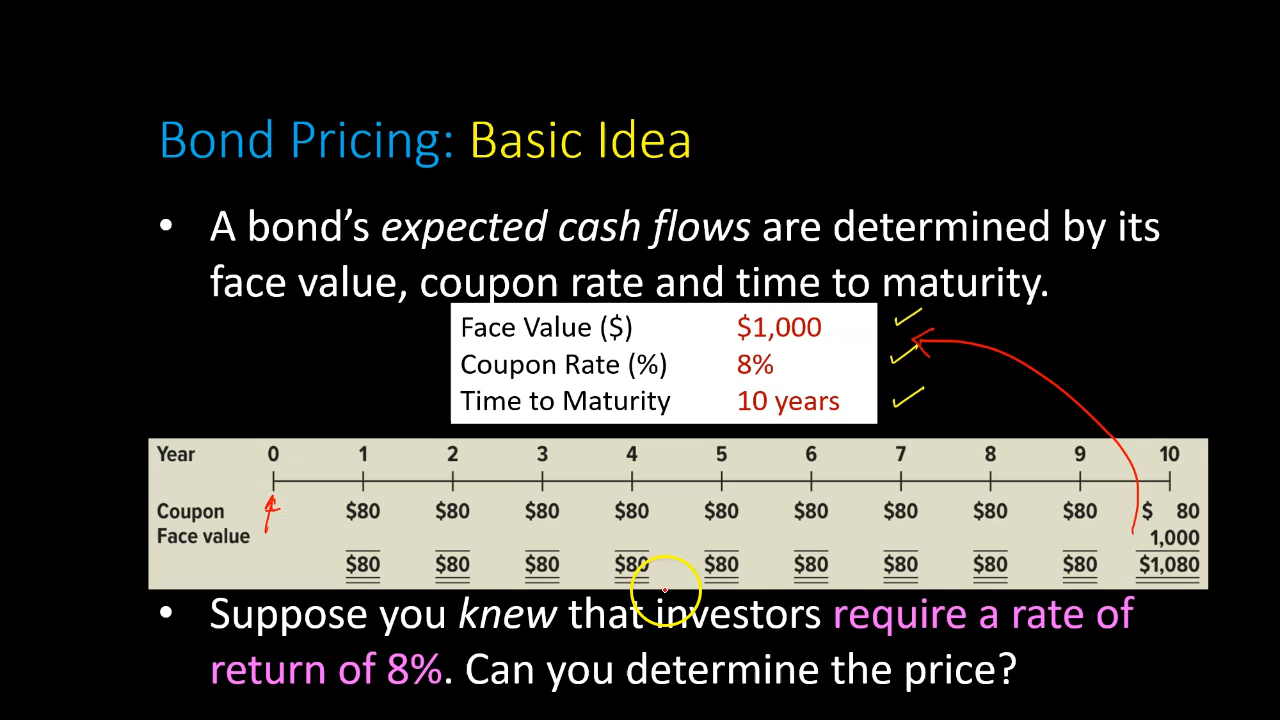 Bond Pricing: Basic Idea
• A bond’s expected cash flows are determined by its
face value, coupon rate and time to maturity.
Face Value ($) $1,000
Coupon Rate (%) 8%
Time to Maturity 10 years
Year 0 1 2 3 4 5 6 7 8 9 10
Coupon $80 $80 $80 $80 $80 $80 $80 $80 $80 $ 80
Face value 1,000
$80 $80 $80 $80 $80 $80 $80 $80 $80 $1,080
• Suppose you knew that investors require a rate of
return of 8%. Can you determine the price?